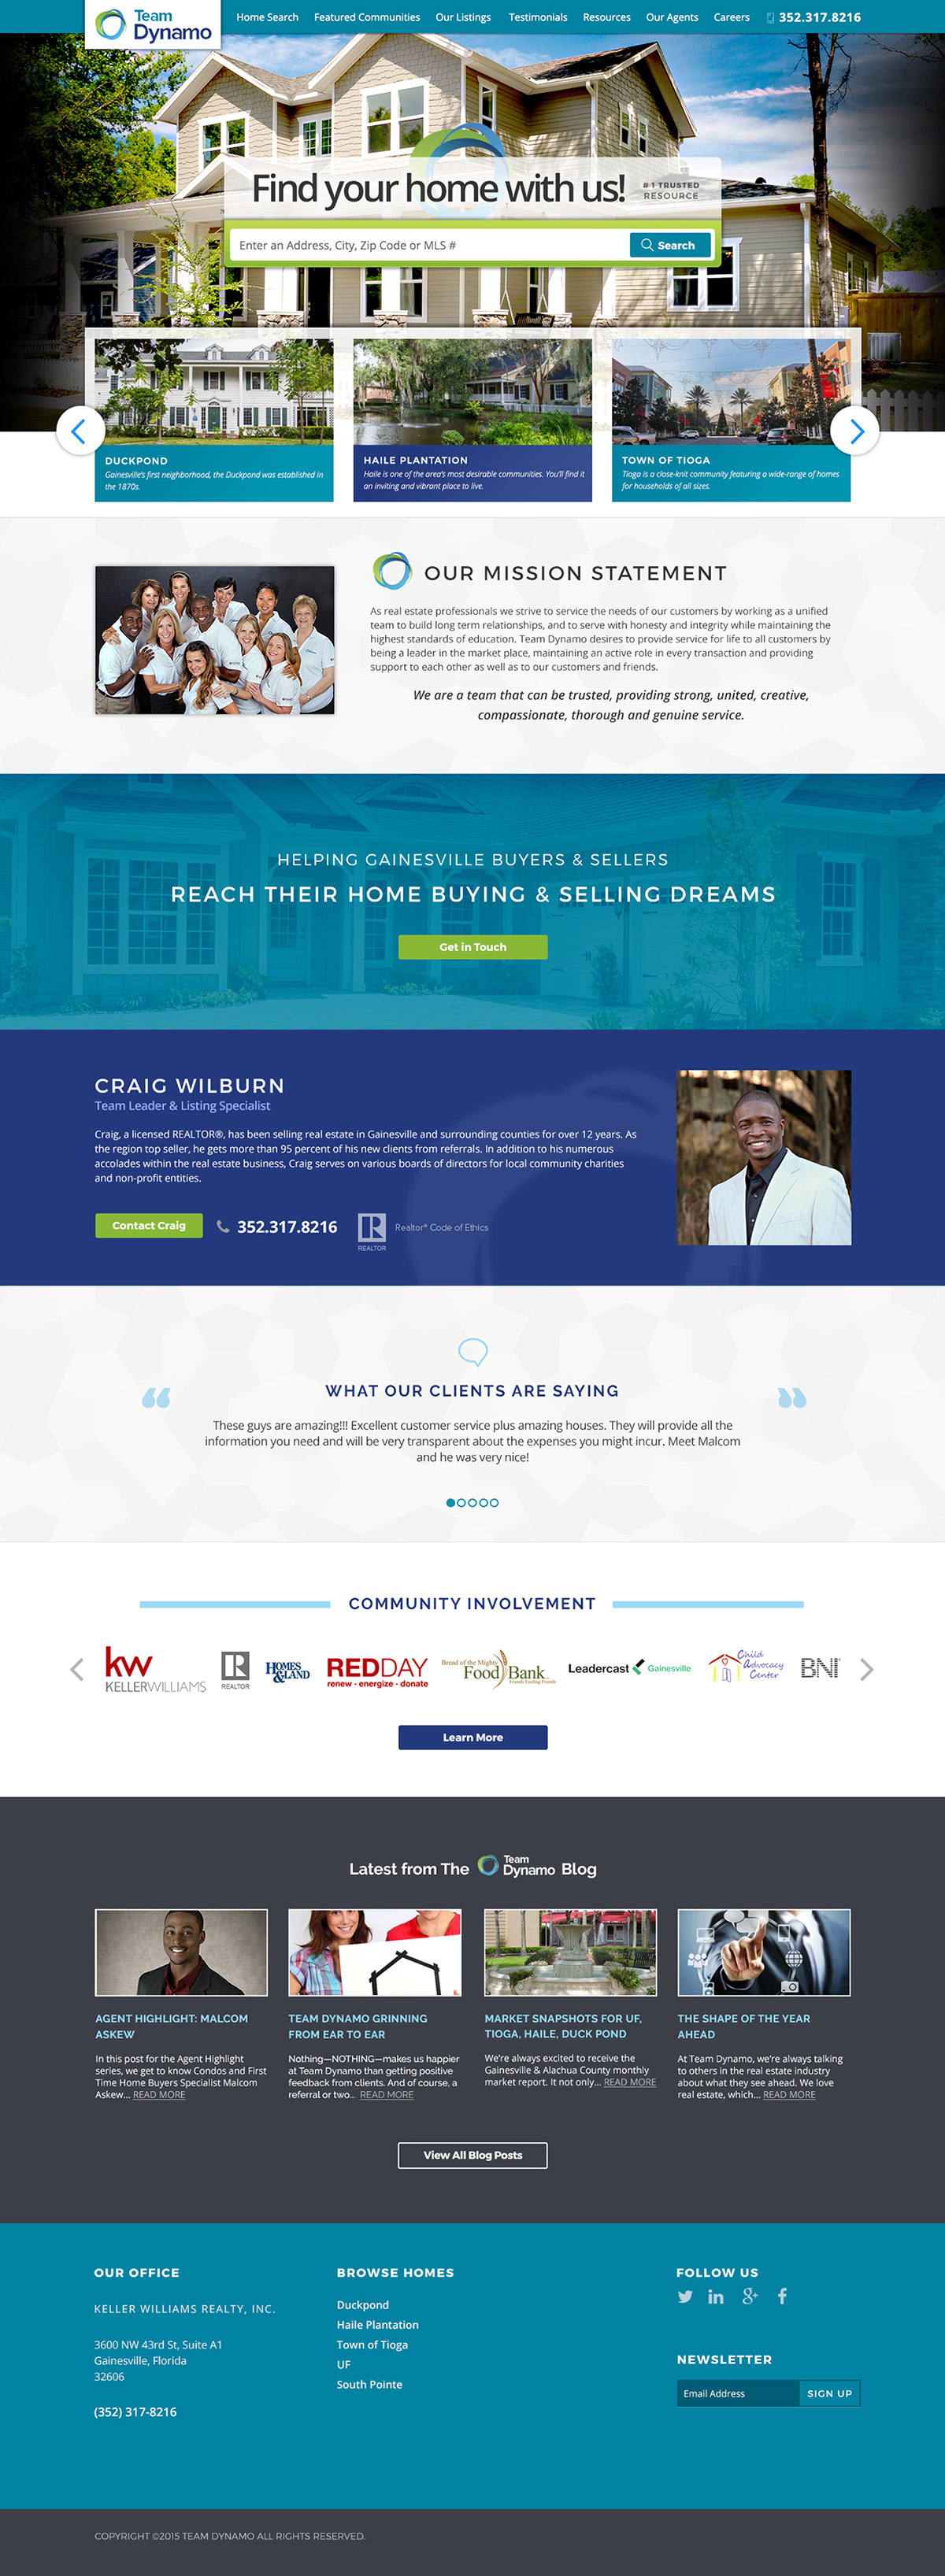 Team
Dynamo
Home Search Featured Communities Our Listings Testimonials Resources Our Agents Careers 352.317.8216
Find your home with us!
# 1 TRUSTED
RESOURCE
Enter an Address, City, Zip Code or MLS #
Search
DUCKPOND
Gainesville's first neighborhood, the Duckpond was established in
the 1870s.
HAILE PLANTATION
Haile is one of the area's most desirable communities. You'll find it
an inviting and vibrant place to live.
TOWN OF TIOGA
Tioga is a close-knit community featuring a wide-range of homes
for households of all sizes.
OUR MISSION STATEMENT
As real estate professionals we strive to service the needs of our customers by working as a unified
team to build long term relationships, and to serve with honesty and integrity while maintaining the
highest standards of education. Team Dynamo desires to provide service for life to all customers by
being a leader in the market place, maintaining an active role in every transaction and providing
support to each other as well as to our customers and friends.
We are a team that can be trusted, providing strong, united, creative,
compassionate, thorough and genuine service.
HELPING GAINESVILLE BUYERS & SELLERS
REACH THEIR HOME BUYING & SELLING DREAMS
Get in Touch
CRAIG WILBURN
Team Leader & Listing Specialist
Craig, a licensed REALTOR®, has been selling real estate in Gainesville and surrounding counties for over 12 years. As
the region top seller, he gets more than 95 percent of his new clients from referrals. In addition to his numerous
accolades within the real estate business, Craig serves on various boards of directors for local community charities
and non-profit entities.
Contact Craig
352.317.8216
R
REALTOR
Realtor® Code of Ethics
WHAT OUR CLIENTS ARE SAYING
“
”
These guys are amazing!!! Excellent customer service plus amazing houses. They will provide all the
information you need and will be very transparent about the expenses you might incur. Meet Malcom
and he was very nice!
COMMUNITY INVOLVEMENT
kw
KELLERWILLIAMS
R
REALTOR
HOMES
&LAND
RED DAY
renew • energize • donate
Bread of the Mighty
Food Bank
Friends Feeding Friends
Leadercast Gainesville
Child
Advocacy
Center
BNI
Learn More
Latest from The Team Dynamo Blog
AGENT HIGHLIGHT: MALCOM
ASKEW
In this post for the Agent Highlight
series, we get to know Condos and First
Time Home Buyers Specialist Malcom
Askew... READ MORE
TEAM DYNAMO GRINNING
FROM EAR TO EAR
Nothing—NOTHING—makes us happier
at Team Dynamo than getting positive
feedback from clients. And of course, a
referral or two... READ MORE
MARKET SNAPSHOTS FOR UF,
TIOGA, HAILE, DUCK POND
We're always excited to receive the
Gainesville & Alachua County monthly
market report. It not only... READ MORE
THE SHAPE OF THE YEAR
AHEAD
At Team Dynamo, we're always talking
to others in the real estate industry
about what they see ahead. We love
real estate, which... READ MORE
View All Blog Posts
OUR OFFICE
KELLER WILLIAMS REALTY, INC.
3600 NW 43rd St, Suite A1
Gainesville, Florida
32606
(352) 317-8216
BROWSE HOMES
Duckpond
Haile Plantation
Town of Tioga
UF
South Pointe
FOLLOW US
NEWSLETTER
Email Address
SIGN UP
COPYRIGHT ©2015 TEAM DYNAMO ALL RIGHTS RESERVED.